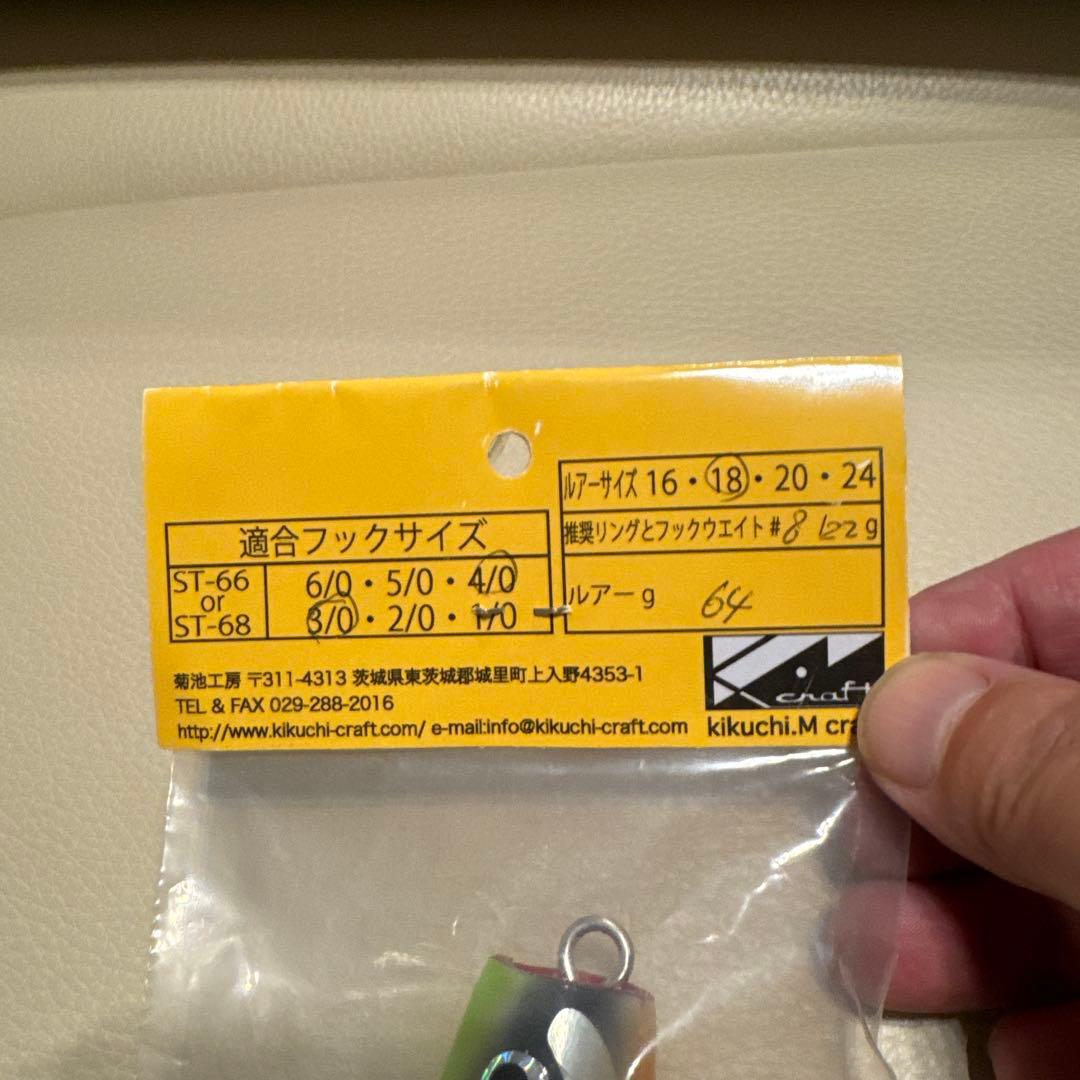 適合フックサイズ
ST-66 or ST-68
6/0・5/0・4/0
3/0・2/0・1/0
ルアーサイズ 16・18・20・24
推奨リングとフックウエイト #8 22g
ルアー g 64
菊池工房 〒311-4313 茨城県東茨城郡城里町上入野4353-1
TEL & FAX 029-288-2016
http://www.kikuchi-craft.com/ e-mail:info@kikuchi-craft.com
K craft
kikuchi.M cra